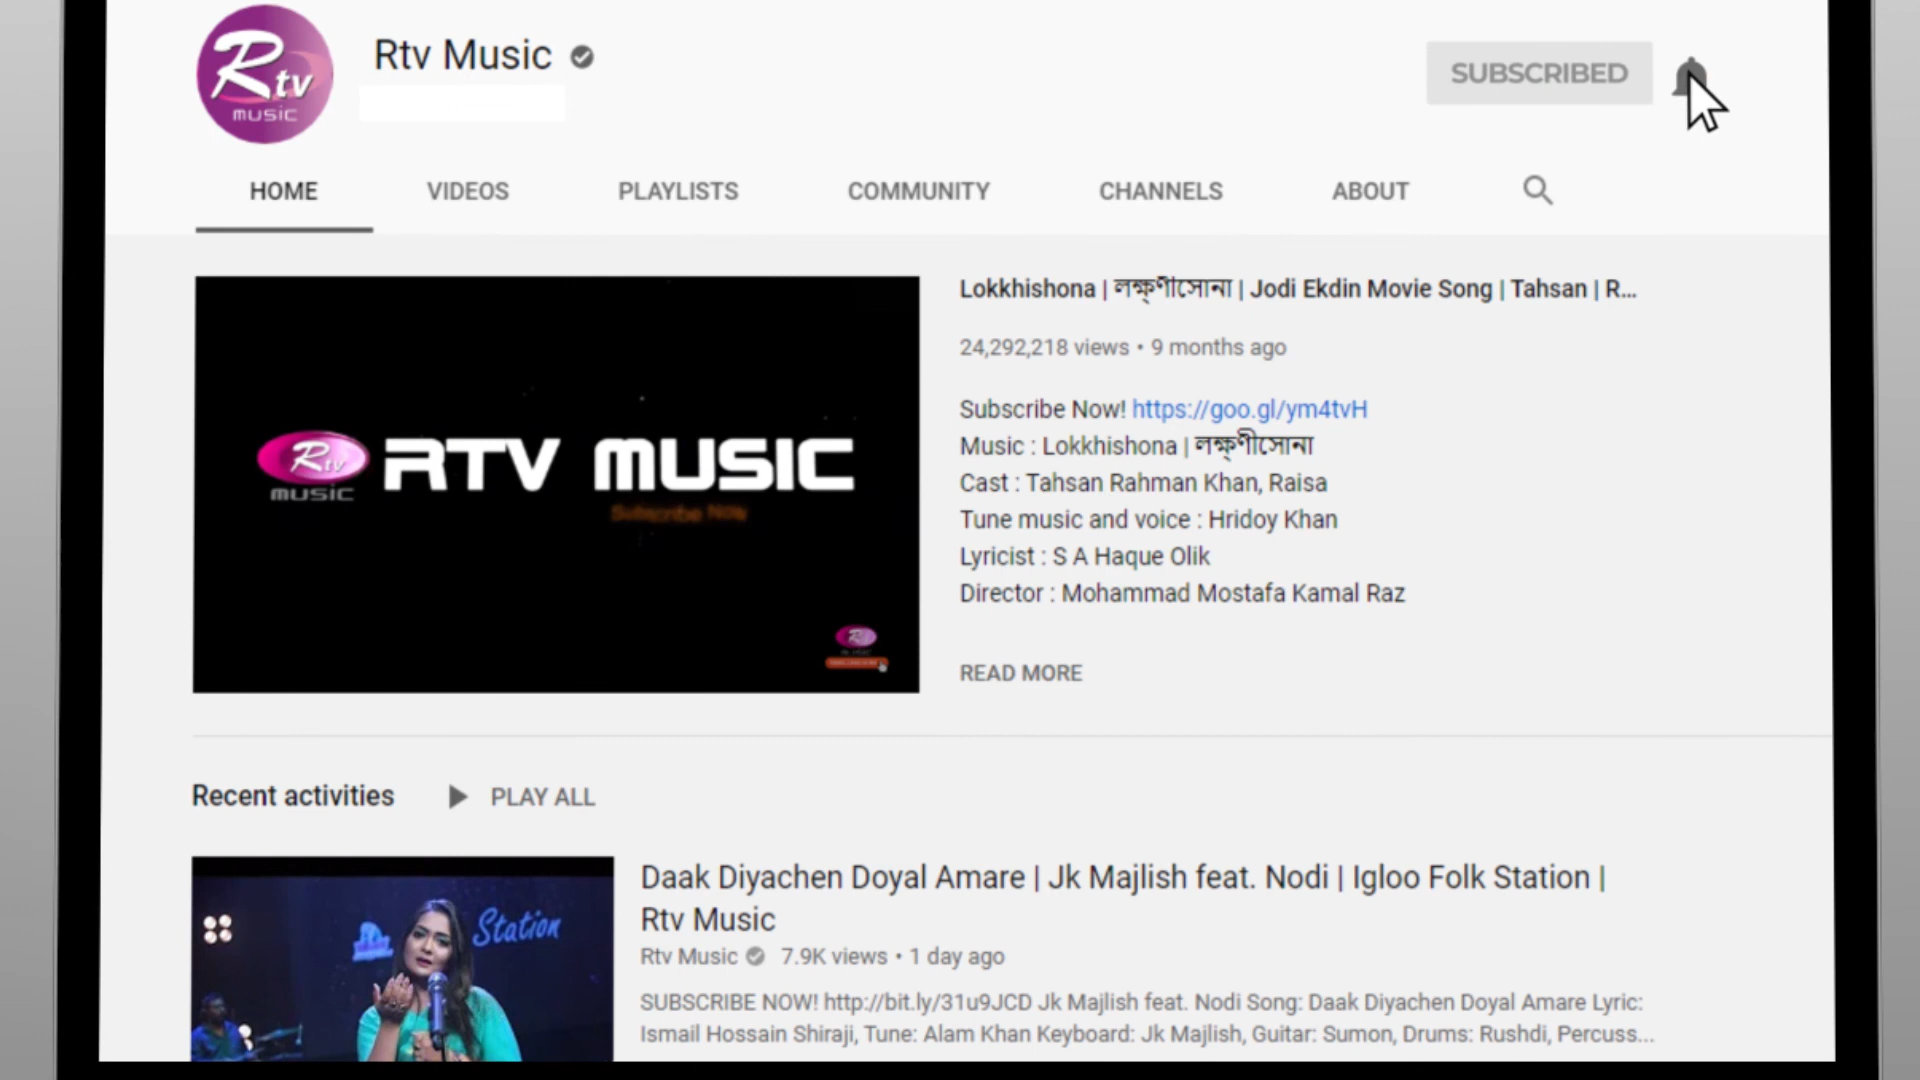 Rtv
MUSIC
Rtv Music
SUBSCRIBED
HOME
VIDEOS
PLAYLISTS
COMMUNITY
CHANNELS
ABOUT
Rtv
MUSIC
RTV MUSIC
Subscribe Now
Lokkhishona | লক্ষ্ণীসোনা | Jodi Ekdin Movie Song | Tahsan | R...
24,292,218 views • 9 months ago
Subscribe Now! https://goo.gl/ym4tvH
Music : Lokkhishona | লক্ষ্ণীসোনা
Cast : Tahsan Rahman Khan, Raisa
Tune music and voice : Hridoy Khan
Lyricist : S A Haque Olik
Director : Mohammad Mostafa Kamal Raz
READ MORE
Recent activities
PLAY ALL
Station
Daak Diyachen Doyal Amare | Jk Majlish feat. Nodi | Igloo Folk Station |
Rtv Music
Rtv Music 7.9K views • 1 day ago
SUBSCRIBE NOW! http://bit.ly/31u9JCD Jk Majlish feat. Nodi Song: Daak Diyachen Doyal Amare Lyric:
Ismail Hossain Shiraji, Tune: Alam Khan Keyboard: Jk Majlish, Guitar: Sumon, Drums: Rushdi, Percuss...